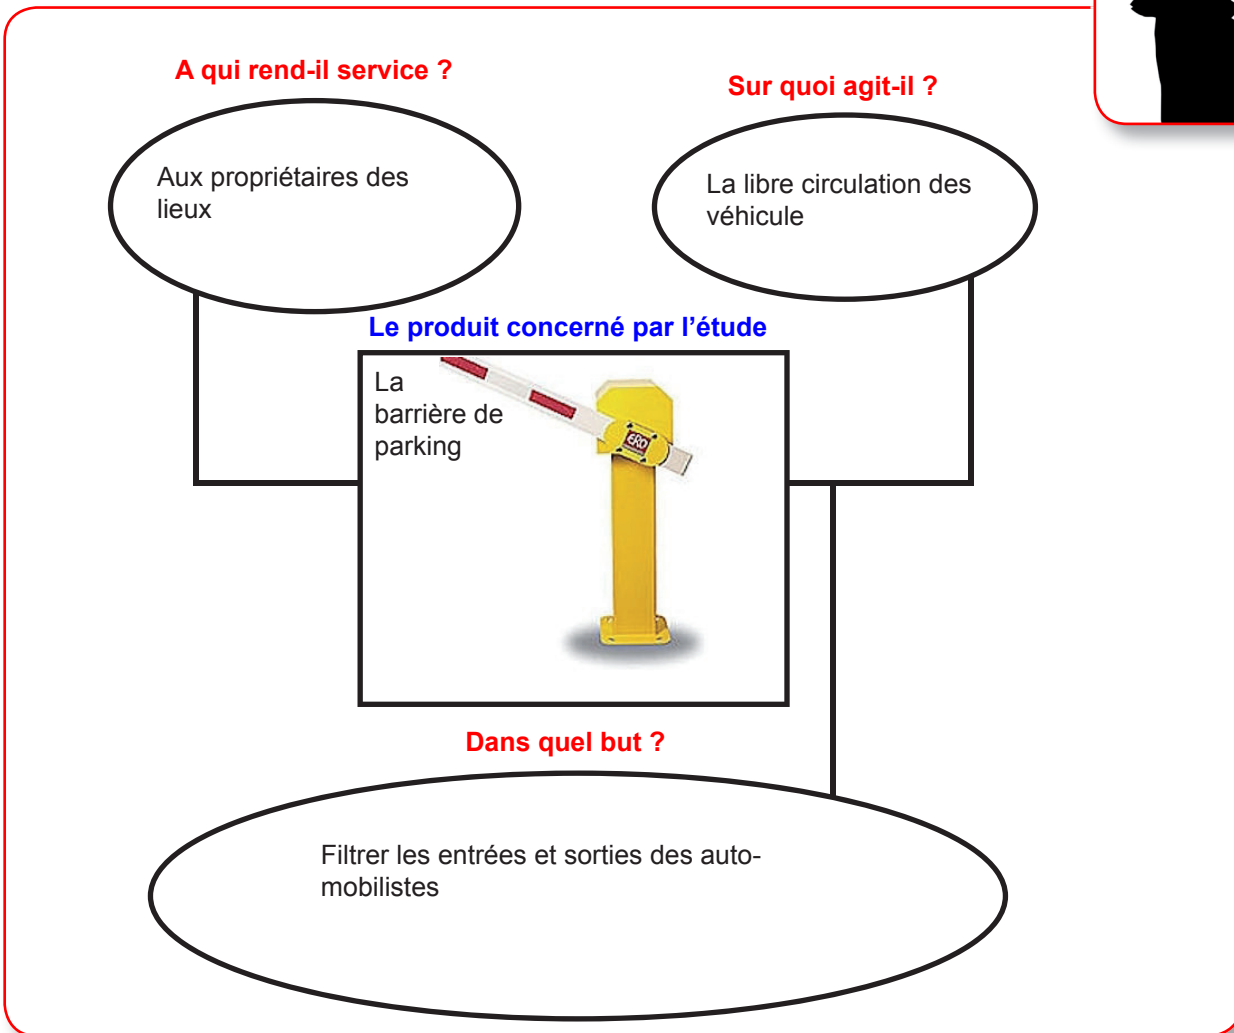 A qui rend-il service ?
Sur quoi agit-il ?
Aux propriétaires des
lieux
La libre circulation des
véhicule
Le produit concerné par l'étude
La
barrière de
parking
ERO
Dans quel but ?
Filtrer les entrées et sorties des auto-
mobilistes